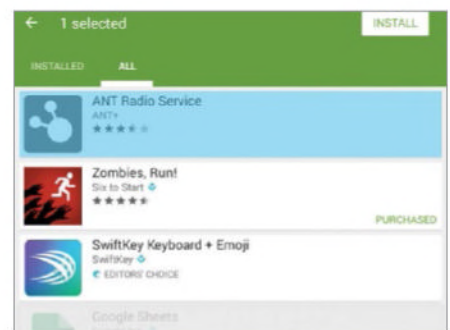 1 selected
INSTALL
INSTALLED ALL
ANT Radio Service
ANT+
Zombies, Run!
Six to Start
PURCHASED
SwiftKey Keyboard + Emoji
SwiftKey
EDITORS' CHOICE
Google Sheets